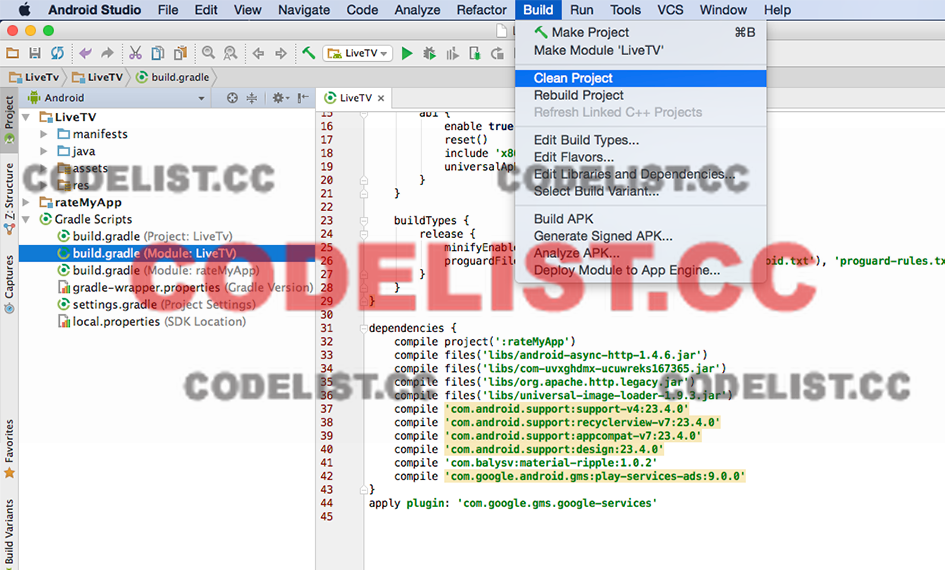 Android Studio File Edit View Navigate Code Analyze Refactor Build Run Tools VCS Window Help
Make Project ⌘B
Make Module 'LiveTV'
Clean Project
Rebuild Project
Refresh Linked C++ Projects
Edit Build Types...
Edit Flavors...
Edit Libraries and Dependencies...
Select Build Variant...
Build APK
Generate Signed APK...
Analyze APK...
Deploy Module to App Engine...
LiveTV
LiveTv LiveTV build.gradle
Project
Z: Structure
Captures
Favorites
Build Variants
Android
LiveTV
manifests
java
assets
res
rateMyApp
Gradle Scripts
build.gradle (Project: LiveTv)
build.gradle (Module: LiveTV)
build.gradle (Module: rateMyApp)
gradle-wrapper.properties (Gradle Version)
settings.gradle (Project Settings)
local.properties (SDK Location)
LiveTV
15 abi {
16 enable true
17 reset()
18 include 'x8
19 universalAp
20 }
21 }
22
23 buildTypes {
24 release {
25 minifyEnable
26 proguardFil oid.txt'), 'proguard-rules.tx
27 }
28 }
29 }
30
31 dependencies {
32 compile project(':rateMyApp')
33 compile files('libs/android-async-http-1.4.6.jar')
34 compile files('libs/com-uvxghdmx-ucuwreks167365.jar')
35 compile files('libs/org.apache.http.legacy.jar')
36 compile files('libs/universal-image-loader-1.9.3.jar')
37 compile 'com.android.support:support-v4:23.4.0'
38 compile 'com.android.support:recyclerview-v7:23.4.0'
39 compile 'com.android.support:appcompat-v7:23.4.0'
40 compile 'com.android.support:design:23.4.0'
41 compile 'com.balysv:material-ripple:1.0.2'
42 compile 'com.google.android.gms:play-services-ads:9.0.0'
43 }
44 apply plugin: 'com.google.gms.google-services'
45
CODELIST.CC
CODELIST.CC
CODELIST.CC
CODELIST.CC
CODELIST.CC